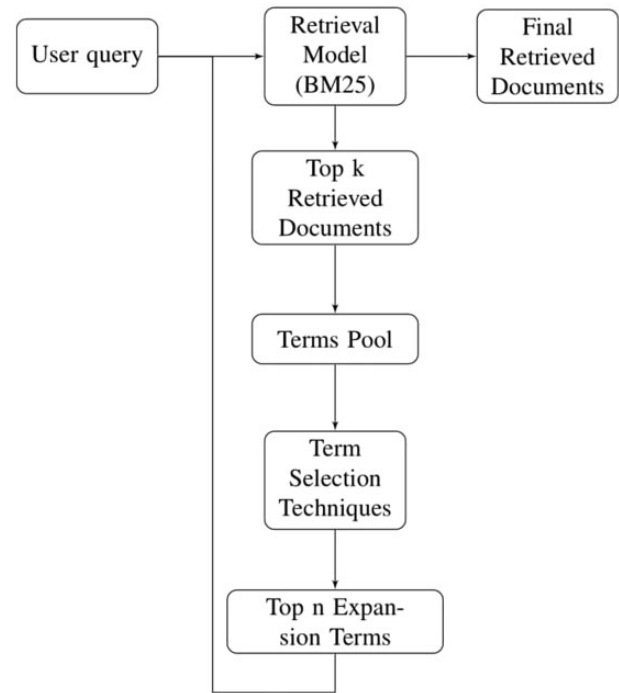 User query
Retrieval
Model
(BM25)
Final
Retrieved
Documents
Top k
Retrieved
Documents
Terms Pool
Term
Selection
Techniques
Top n Expan-
sion Terms